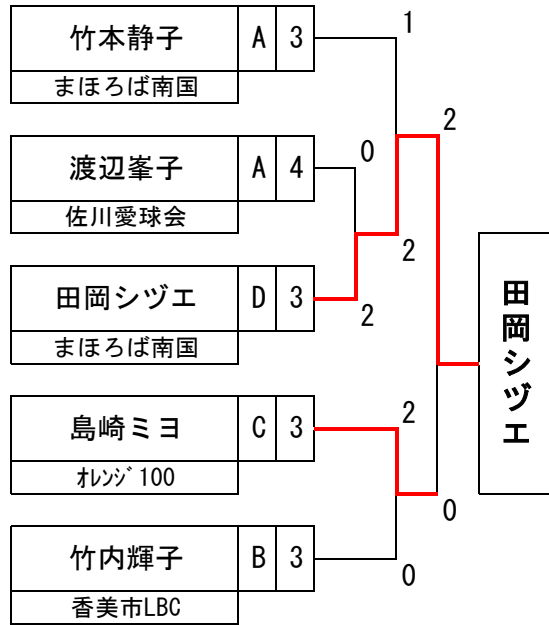 竹本静子 A 3
まほろば南国
渡辺峯子 A 4
佐川愛球会
田岡シヅエ D 3
まほろば南国
島崎ミヨ C 3
ｵﾚﾝｼﾞ100
竹内輝子 B 3
香美市LBC
1
0
2
2
0
2
2
0
田岡シヅエ